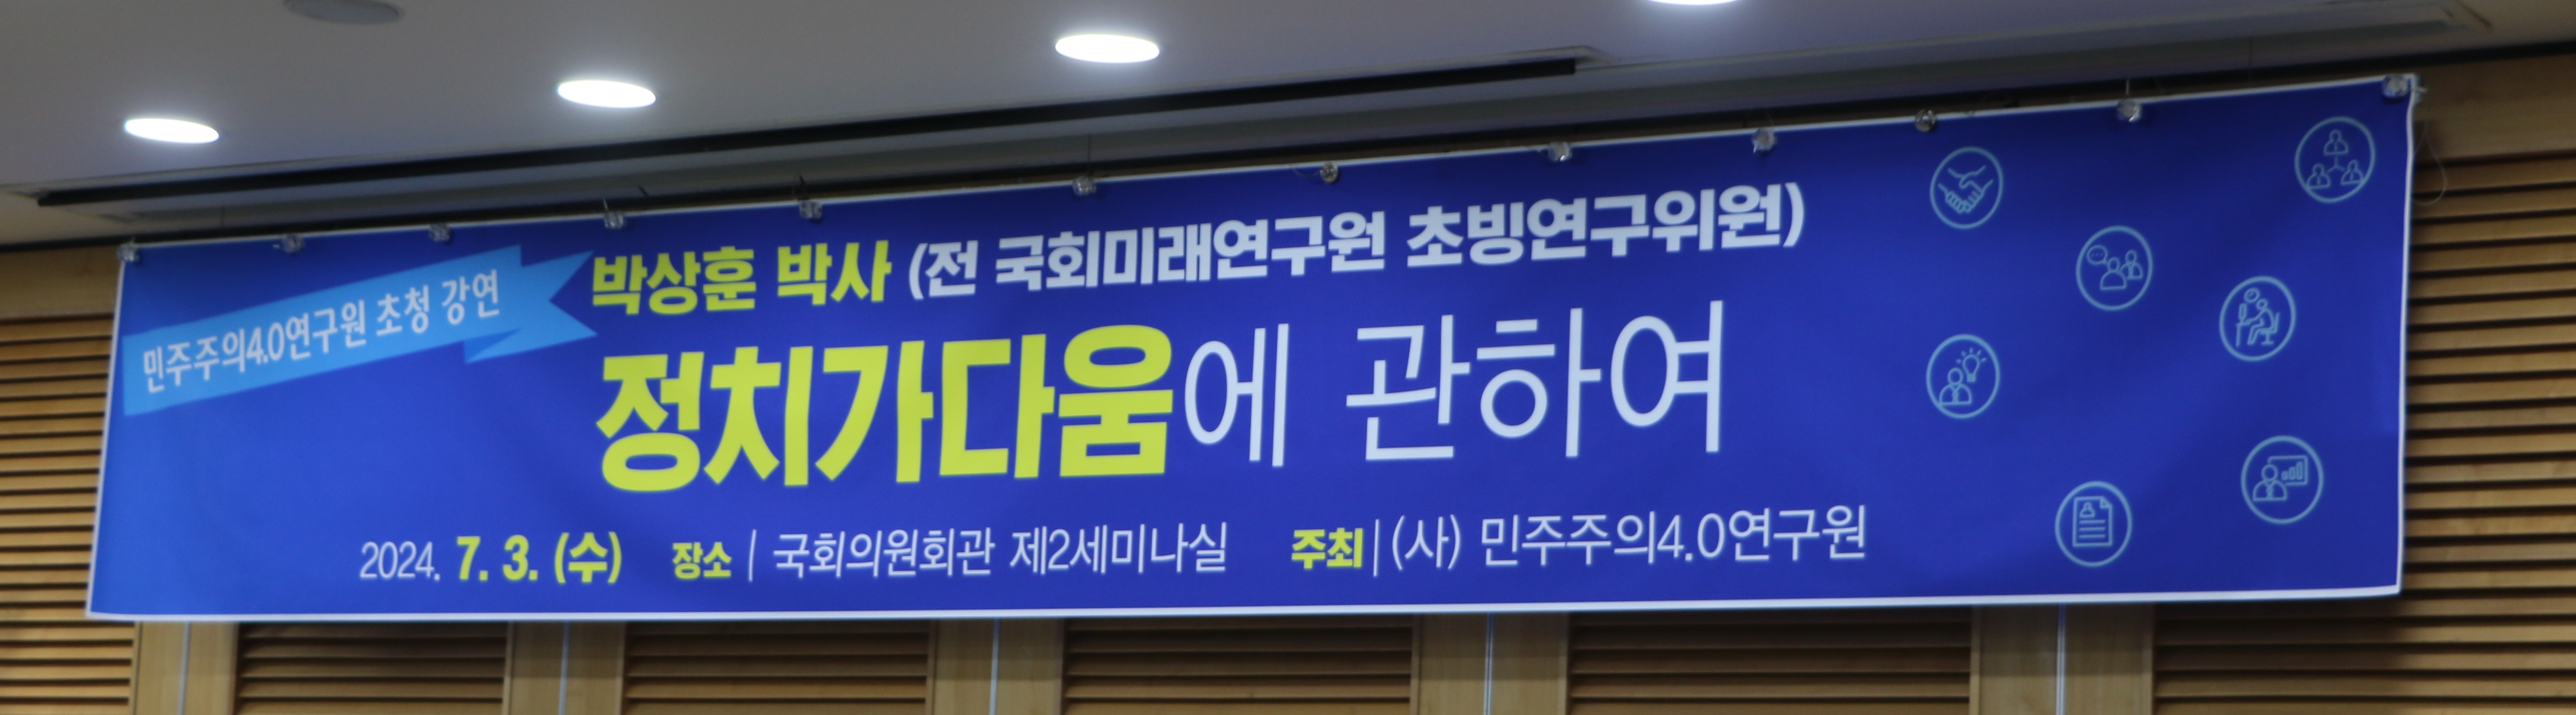 민주주의4.0연구원 초청 강연
박상훈 박사 (전 국회미래연구원 초빙연구위원)
정치가다움에 관하여
2024. 7. 3. (수) 장소 | 국회의원회관 제2세미나실 주최 | (사) 민주주의4.0연구원